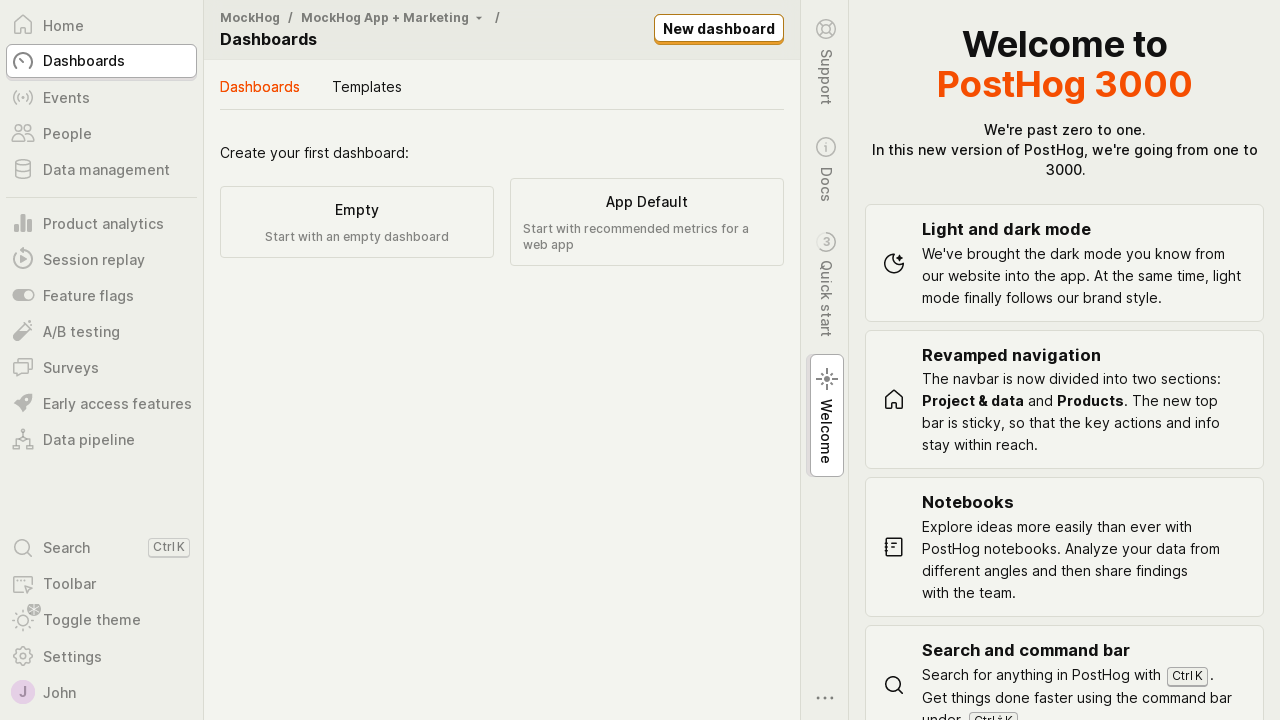 Home
Dashboards
Events
People
Data management
Product analytics
Session replay
Feature flags
A/B testing
Surveys
Early access features
Data pipeline
Search Ctrl K
Toolbar
Toggle theme
Settings
J John
MockHog / MockHog App + Marketing /
Dashboards
New dashboard
Dashboards Templates
Create your first dashboard:
Empty
Start with an empty dashboard
App Default
Start with recommended metrics for a
web app
Support
Docs
3
Quick start
Welcome
Welcome to
PostHog 3000
We're past zero to one.
In this new version of PostHog, we're going from one to
3000.
Light and dark mode
We've brought the dark mode you know from
our website into the app. At the same time, light
mode finally follows our brand style.
Revamped navigation
The navbar is now divided into two sections:
Project & data and Products. The new top
bar is sticky, so that the key actions and info
stay within reach.
Notebooks
Explore ideas more easily than ever with
PostHog notebooks. Analyze your data from
different angles and then share findings
with the team.
Search and command bar
Search for anything in PostHog with Ctrl K.
Get things done faster using the command bar
under Ctrl⇧K